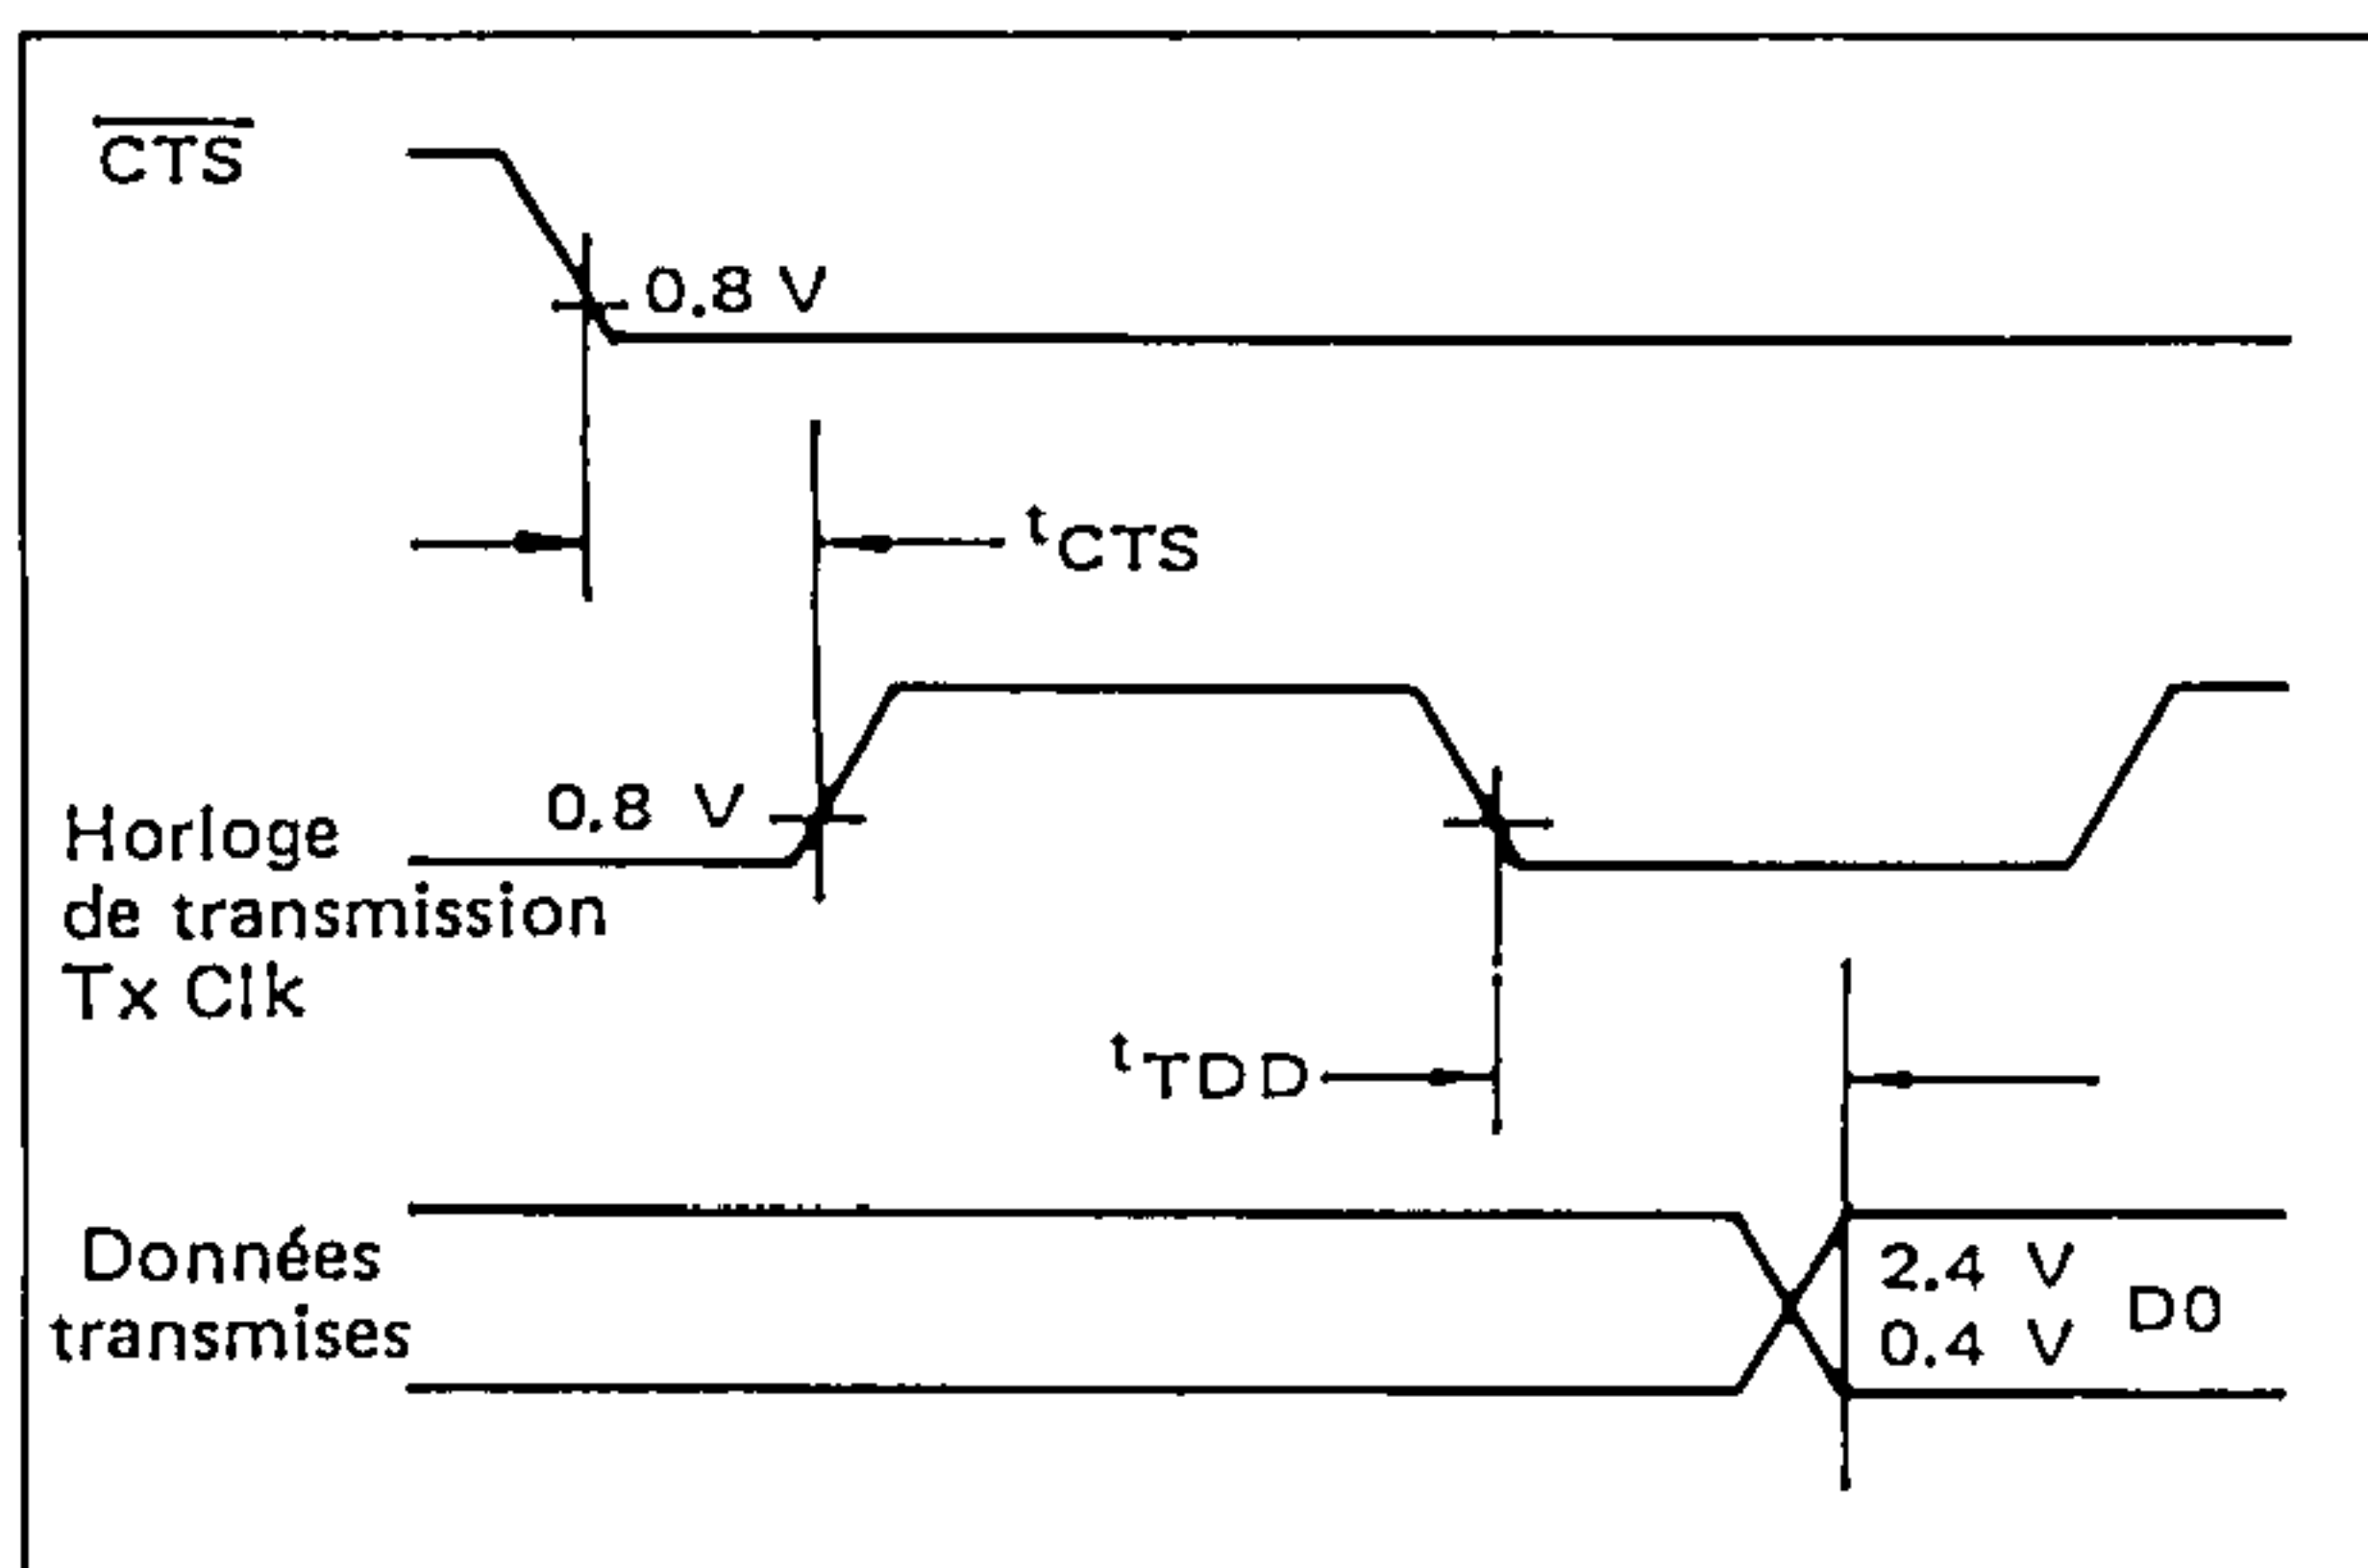 CTS
0.8 V
tCTS
0.8 V
Horloge
de transmission
Tx Clk
tTDD
Données
transmises
2.4 V
0.4 V
D0